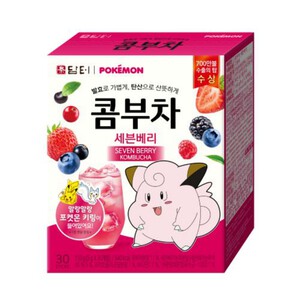 담터 POKÉMON
발효로 가볍게, 탄산으로 산뜻하게
700만불
수출의 탑
수상
콤부차
세븐베리
SEVEN BERRY
KOMBUCHA
말랑말랑
포켓몬 키링이
들어있어요!
30